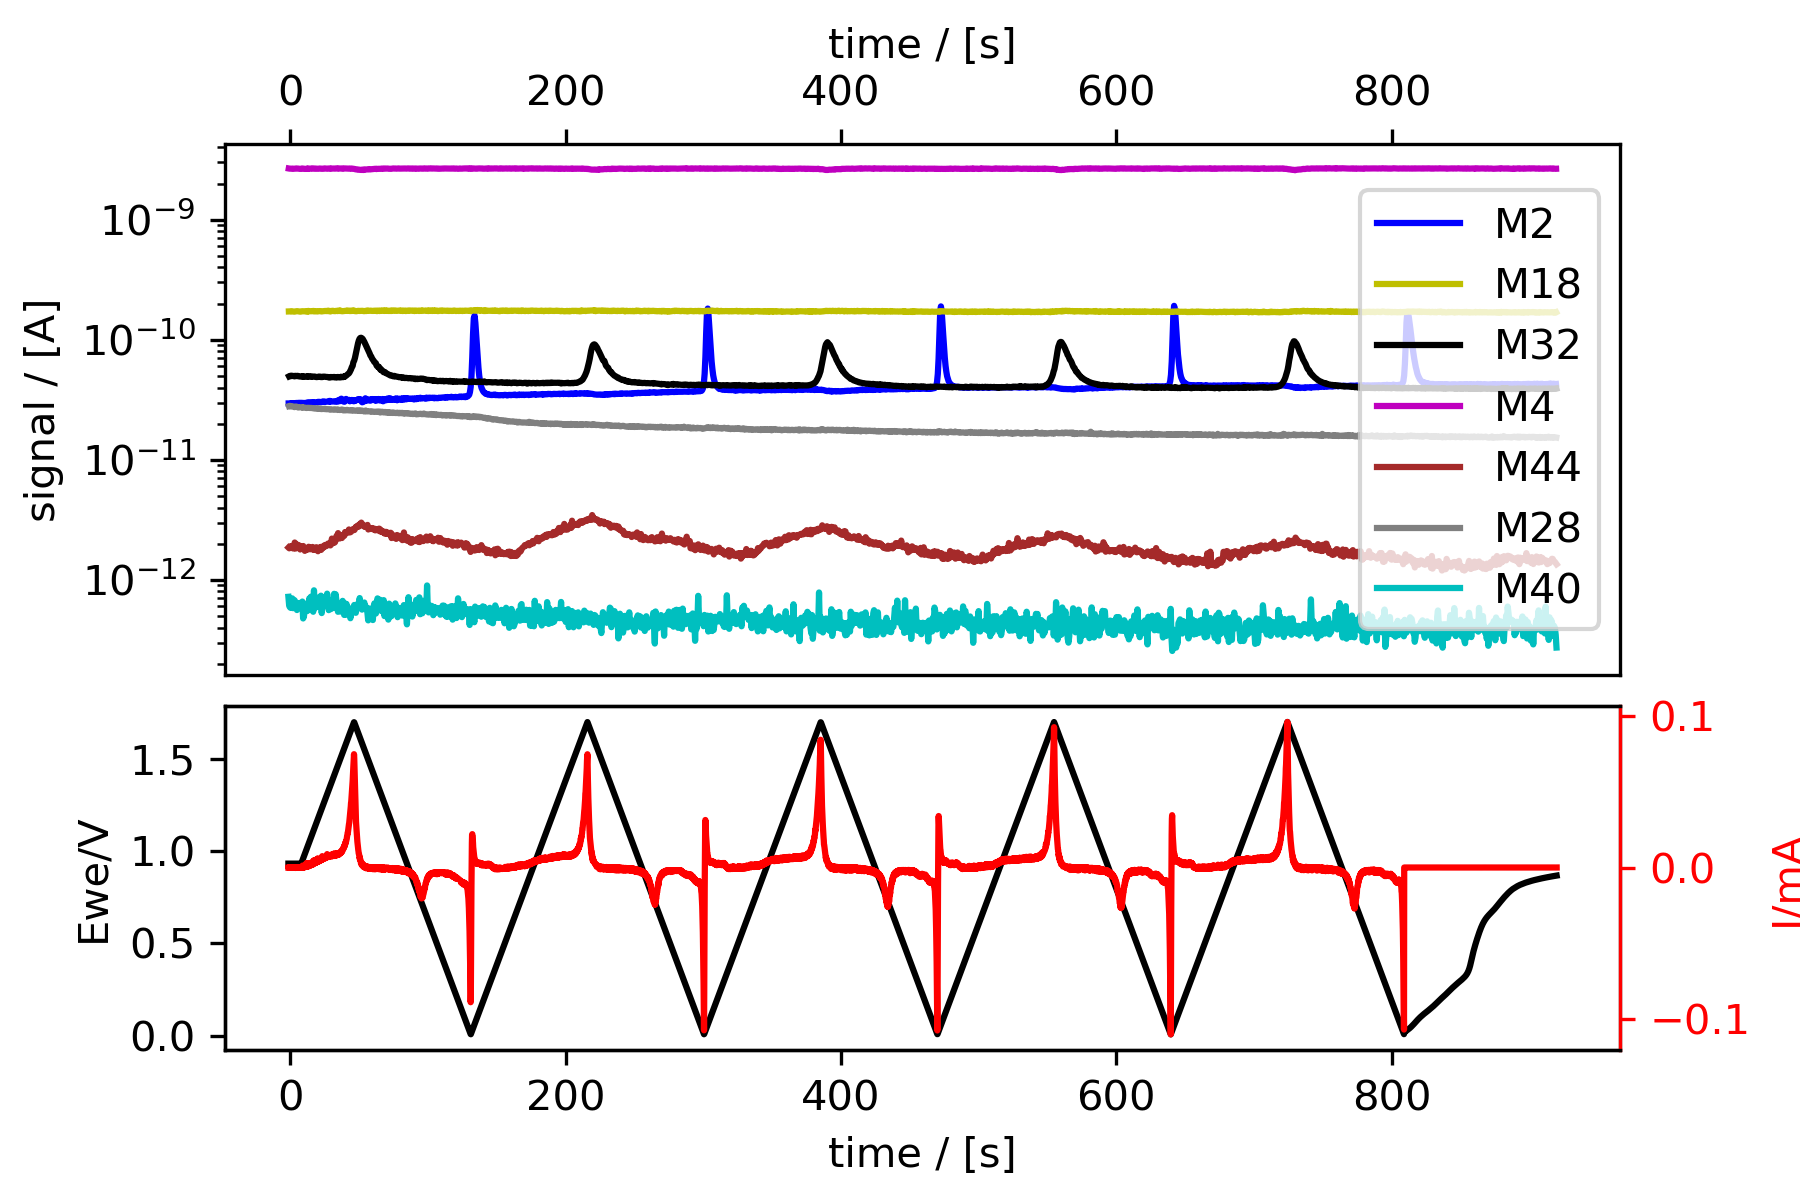 time / [s]
0 200 400 600 800
signal / [A]
10⁻⁹
10⁻¹⁰
10⁻¹¹
10⁻¹²
M2
M18
M32
M4
M44
M28
M40
Ewe/V
1.5
1.0
0.5
0.0
0.1
0.0
−0.1
I/mA
0 200 400 600 800
time / [s]